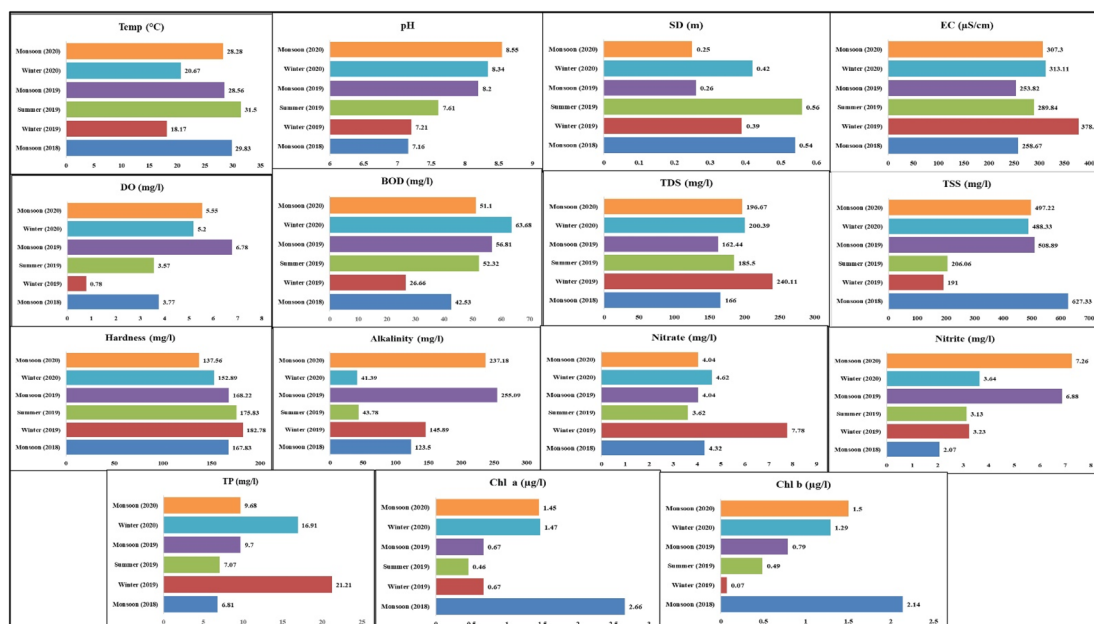 Temp (°C)
Monsoon (2020) 28.28
Winter (2020) 20.67
Monsoon (2019) 28.56
Summer (2019) 31.5
Winter (2019) 18.17
Monsoon (2018) 29.83
0 5 10 15 20 25 30 35
pH
Monsoon (2020) 8.55
Winter (2020) 8.34
Monsoon (2019) 8.2
Summer (2019) 7.61
Winter (2019) 7.21
Monsoon (2018) 7.16
6 6.5 7 7.5 8 8.5 9
SD (m)
Monsoon (2020) 0.25
Winter (2020) 0.42
Monsoon (2019) 0.26
Summer (2019) 0.56
Winter (2019) 0.39
Monsoon (2018) 0.54
0 0.1 0.2 0.3 0.4 0.5 0.6
EC (µS/cm)
Monsoon (2020) 307.3
Winter (2020) 313.11
Monsoon (2019) 253.82
Summer (2019) 289.84
Winter (2019) 378.
Monsoon (2018) 258.67
0 50 100 150 200 250 300 350 400
DO (mg/l)
Monsoon (2020) 5.55
Winter (2020) 5.2
Monsoon (2019) 6.78
Summer (2019) 3.57
Winter (2019) 0.78
Monsoon (2018) 3.77
0 1 2 3 4 5 6 7 8
BOD (mg/l)
Monsoon (2020) 51.1
Winter (2020) 63.68
Monsoon (2019) 56.81
Summer (2019) 52.32
Winter (2019) 26.66
Monsoon (2018) 42.53
0 10 20 30 40 50 60 70
TDS (mg/l)
Monsoon (2020) 196.67
Winter (2020) 200.39
Monsoon (2019) 162.44
Summer (2019) 185.5
Winter (2019) 240.11
Monsoon (2018) 166
0 50 100 150 200 250 300
TSS (mg/l)
Monsoon (2020) 497.22
Winter (2020) 488.33
Monsoon (2019) 508.89
Summer (2019) 206.06
Winter (2019) 191
Monsoon (2018) 627.33
0 100 200 300 400 500 600 700
Hardness (mg/l)
Monsoon (2020) 137.56
Winter (2020) 152.89
Monsoon (2019) 168.22
Summer (2019) 175.83
Winter (2019) 182.78
Monsoon (2018) 167.83
0 50 100 150 200
Alkalinity (mg/l)
Monsoon (2020) 237.18
Winter (2020) 41.39
Monsoon (2019) 255.09
Summer (2019) 43.78
Winter (2019) 145.89
Monsoon (2018) 123.5
0 50 100 150 200 250 300
Nitrate (mg/l)
Monsoon (2020) 4.04
Winter (2020) 4.62
Monsoon (2019) 4.04
Summer (2019) 3.62
Winter (2019) 7.78
Monsoon (2018) 4.32
0 1 2 3 4 5 6 7 8 9
Nitrite (mg/l)
Monsoon (2020) 7.26
Winter (2020) 3.64
Monsoon (2019) 6.88
Summer (2019) 3.13
Winter (2019) 3.23
Monsoon (2018) 2.07
0 1 2 3 4 5 6 7 8
TP (mg/l)
Monsoon (2020) 9.68
Winter (2020) 16.91
Monsoon (2019) 9.7
Summer (2019) 7.07
Winter (2019) 21.21
Monsoon (2018) 6.81
0 5 10 15 20 25
Chl a (µg/l)
Monsoon (2020) 1.45
Winter (2020) 1.47
Monsoon (2019) 0.67
Summer (2019) 0.46
Winter (2019) 0.67
Monsoon (2018) 2.66
0 0.5 1 1.5 2 2.5 3
Chl b (µg/l)
Monsoon (2020) 1.5
Winter (2020) 1.29
Monsoon (2019) 0.79
Summer (2019) 0.49
Winter (2019) 0.07
Monsoon (2018) 2.14
0 0.5 1 1.5 2 2.5